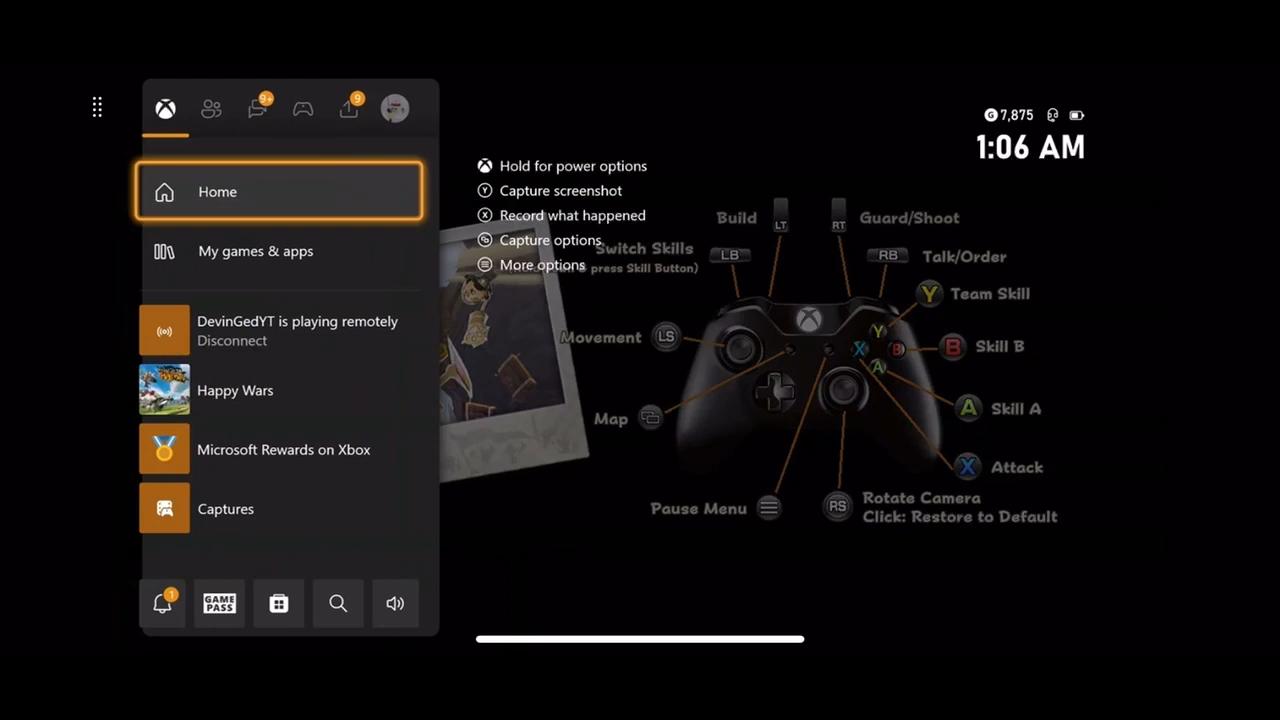 9+
9
7,875
1:06 AM
Home
My games & apps
DevinGedYT is playing remotely
Disconnect
Happy Wars
Microsoft Rewards on Xbox
Captures
1
GAME
PASS
Hold for power options
Y Capture screenshot
X Record what happened
Capture options
More options
Build
LT
RT
Guard/Shoot
Switch Skills
press Skill Button)
LB
RB
Talk/Order
Y Team Skill
Movement
LS
Y
X
B
A
B Skill B
Map
A Skill A
X Attack
Pause Menu
RS
Rotate Camera
Click: Restore to Default